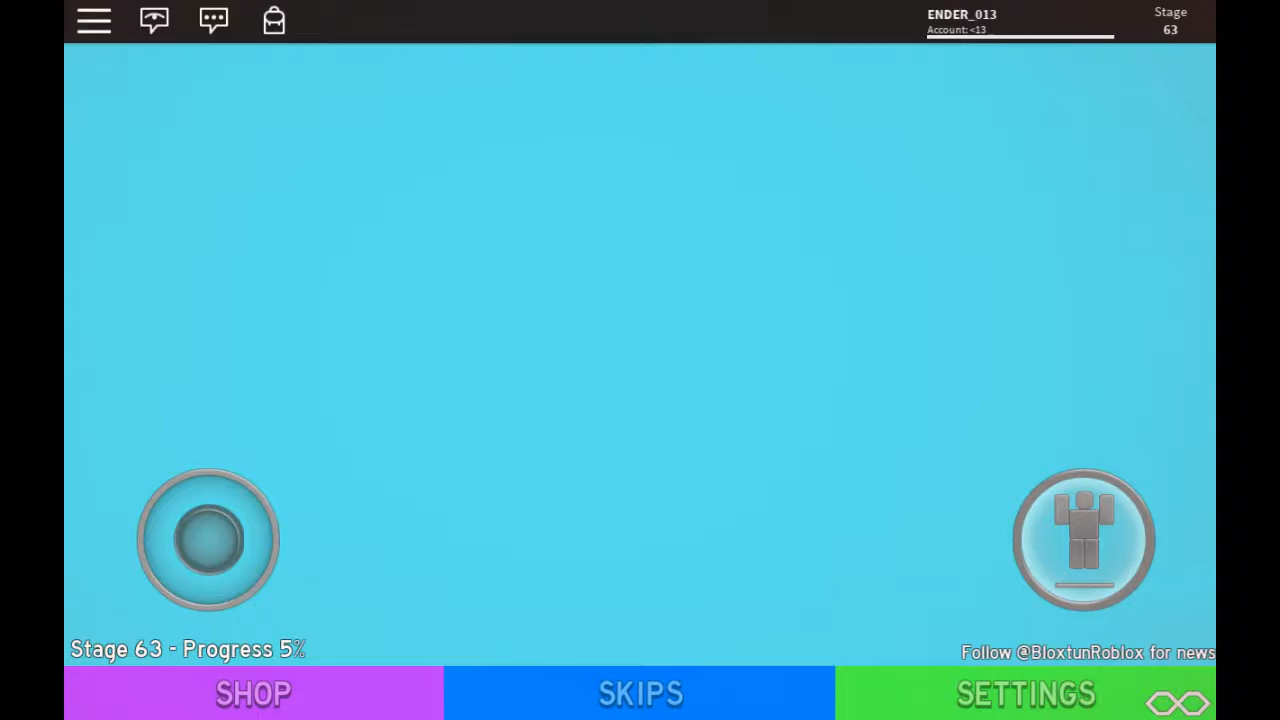 ENDER_013
Account: <13
Stage
63
Stage 63 - Progress 5%
Follow @BloxtunRoblox for news
SHOP
SKIPS
SETTINGS